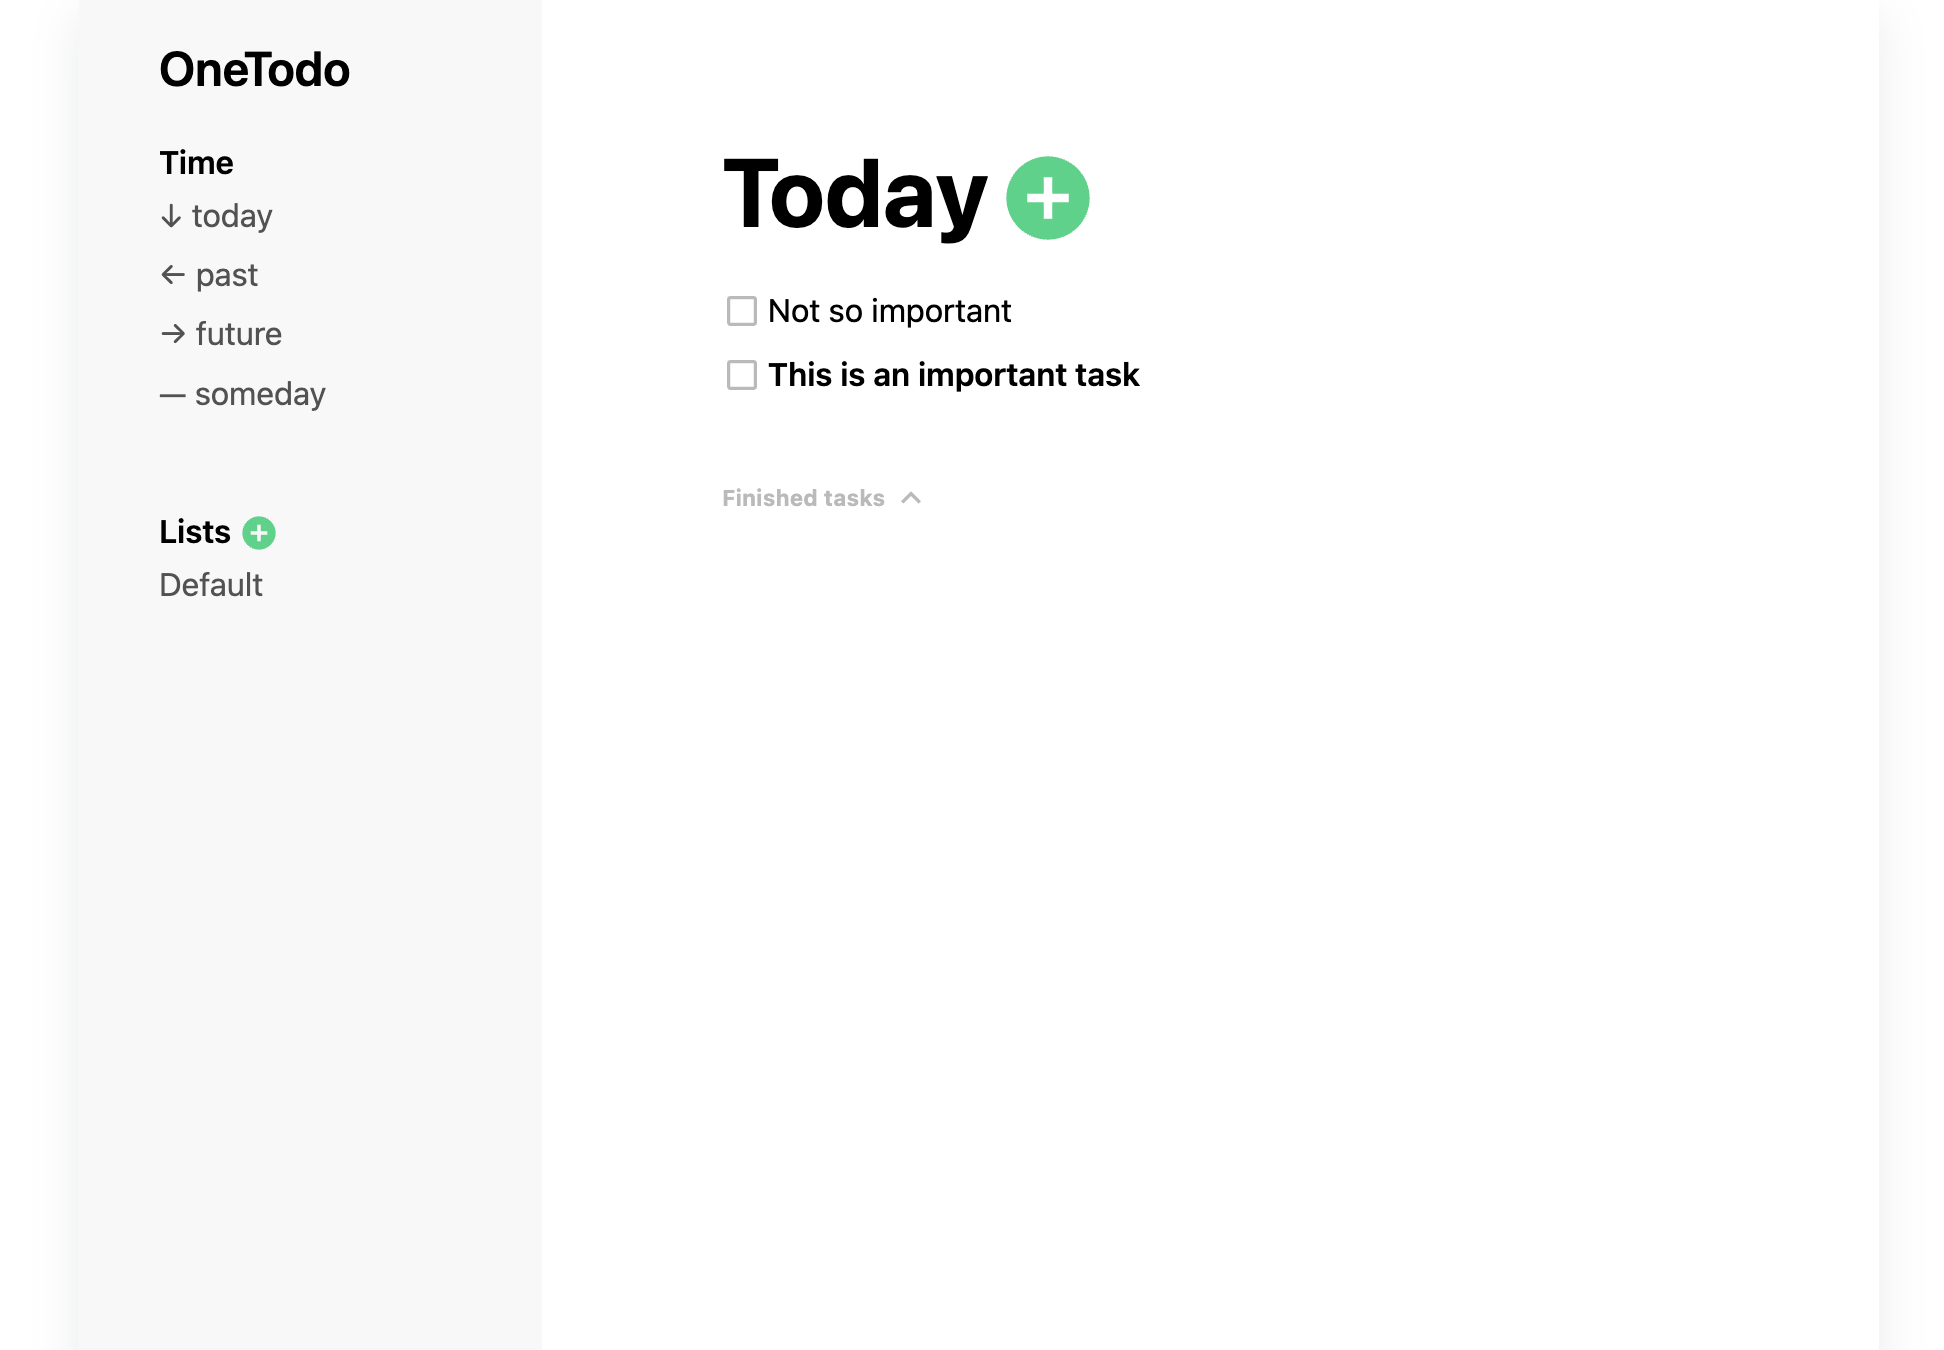 OneTodo
Time
↓ today
← past
→ future
— someday
Lists
Default
Today
Not so important
This is an important task
Finished tasks